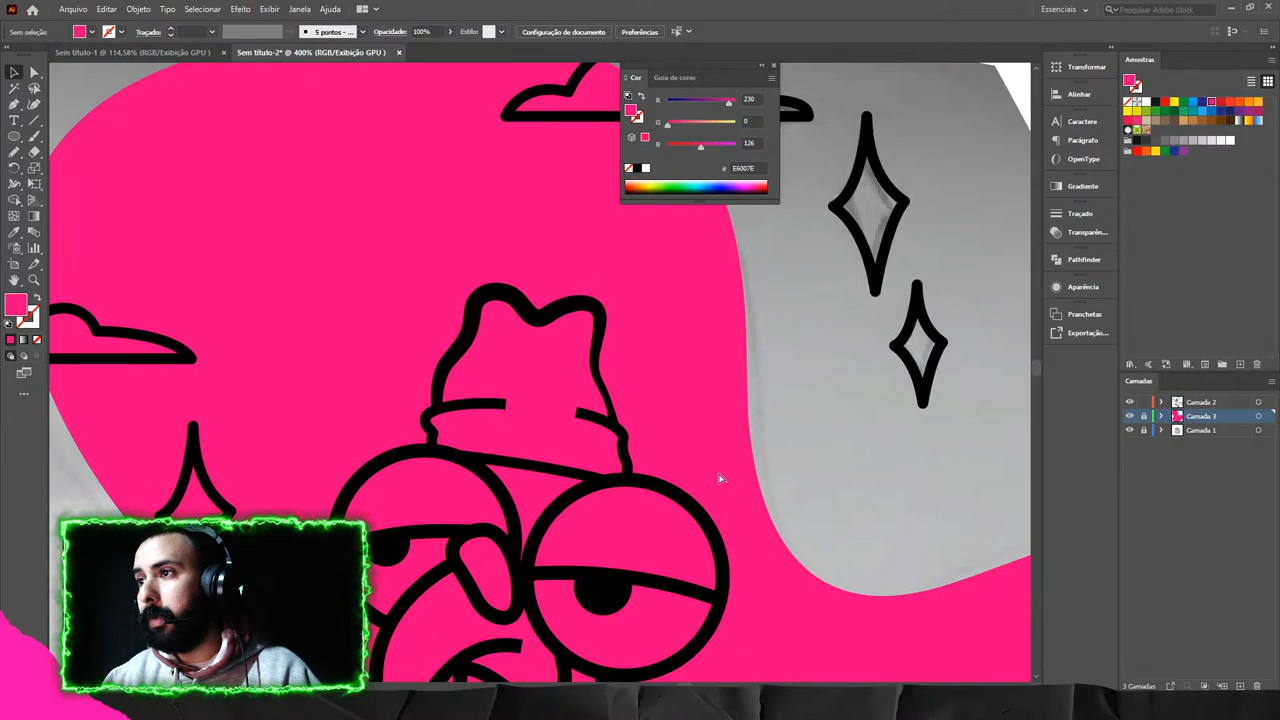 Arquivo Editar Objeto Tipo Selecionar Efeito Exibir Janela Ajuda
Essenciais
Pesquisar Adobe Stock
Sem seleção
Traçado:
5 pontos - ...
Opacidade: 100%
Estilo:
Configuração de documento
Preferências
Sem título-1 @ 114,58% (RGB/Exibição GPU ) ×
Sem título-2* @ 400% (RGB/Exibição GPU ) ×
Cor Guia de cores
R 230
G 0
B 126
# E6007E
Transformar
Alinhar
Caractere
Parágrafo
OpenType
Gradiente
Traçado
Transparên...
Pathfinder
Aparência
Pranchetas
Exportação...
Amostras
Camadas
Camada 2
Camada 3
Camada 1
3 Camadas